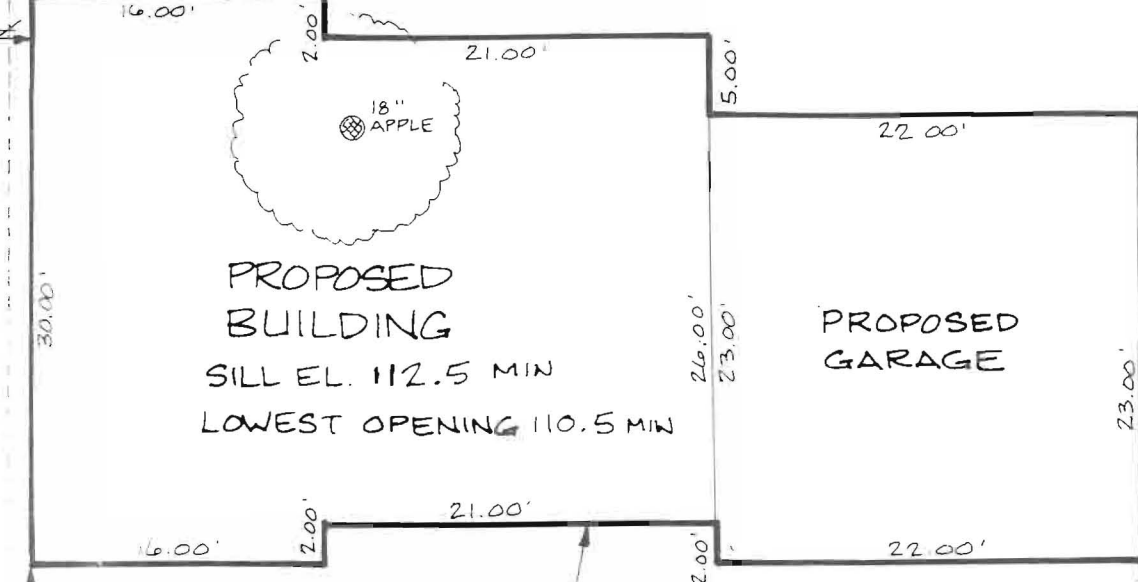 16.00'
2.00'
21.00'
5.00'
18"
APPLE
22.00'
PROPOSED
BUILDING
SILL EL. 112.5 MIN
LOWEST OPENING 110.5 MIN
30.00'
26.00'
23.00'
PROPOSED
GARAGE
23.00'
21.00'
16.00'
2.00'
2.00'
22.00'